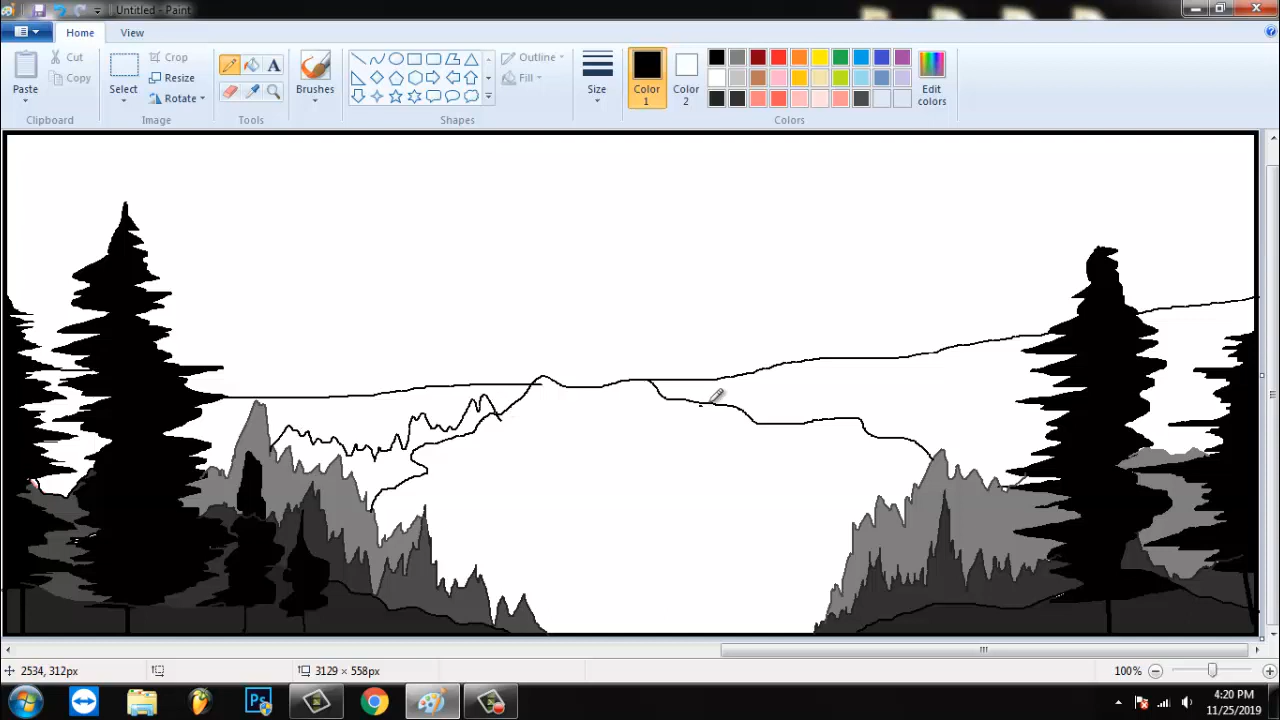 Untitled - Paint
Home View
Paste
Cut
Copy
Clipboard
Select
Crop
Resize
Rotate
Image
A
Tools
Brushes
Outline
Fill
Shapes
Size
Color 1
Color 2
Edit colors
Colors
2534, 312px
3129 × 558px
100%
Ps
4:20 PM
11/25/2019